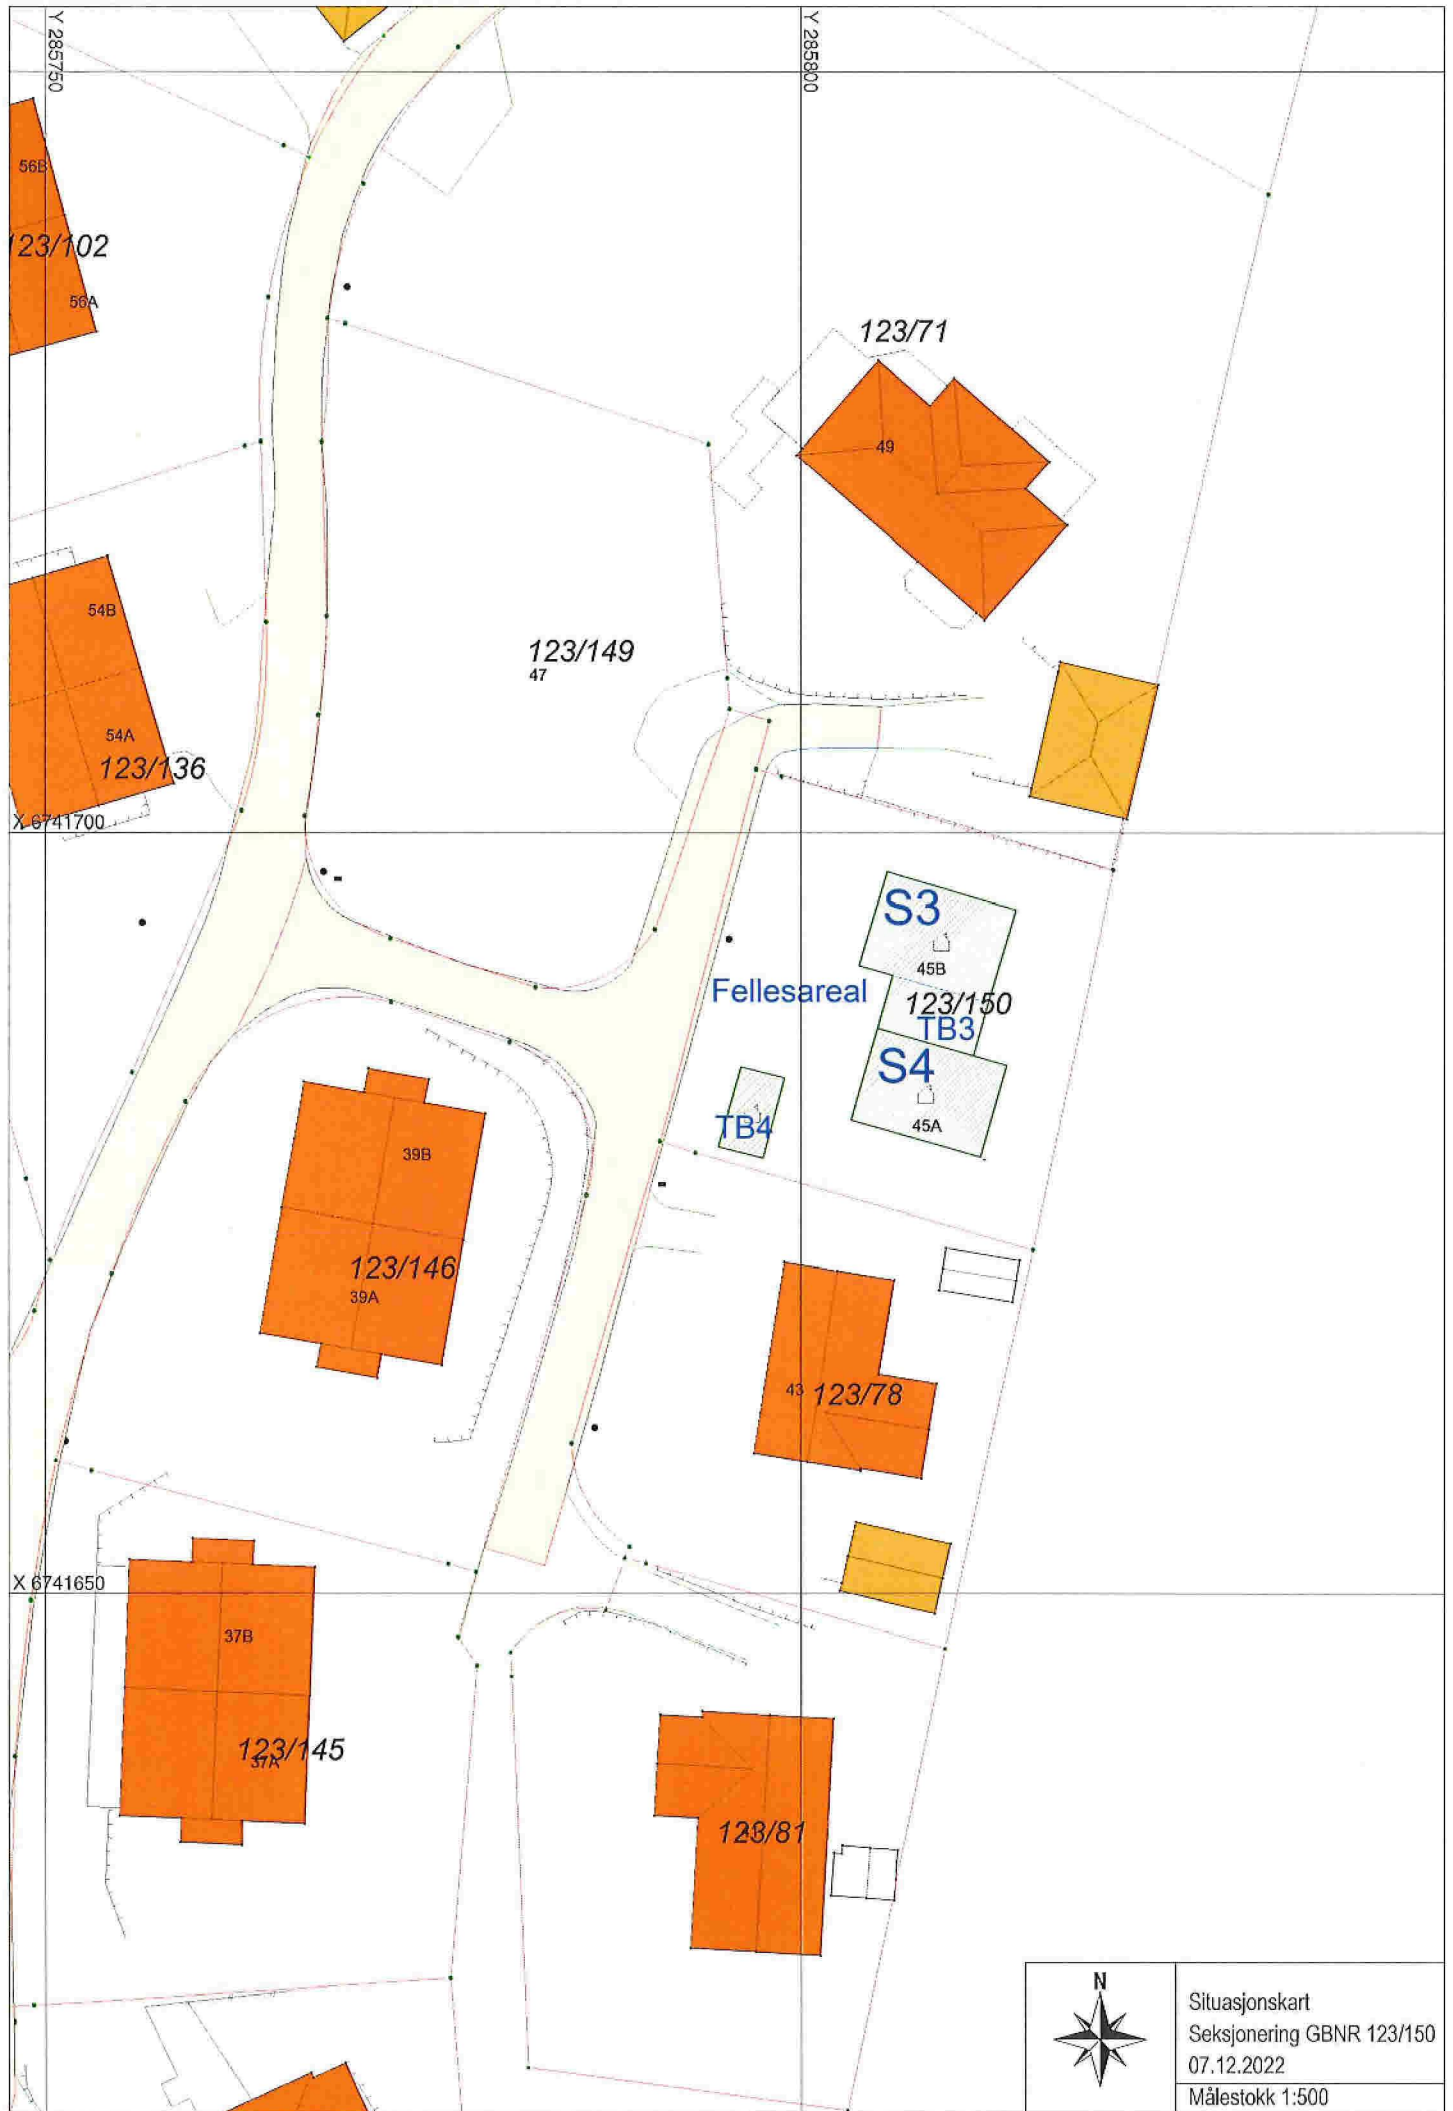 Y 285750
Y 285800
56B
123/102
56A
123/71
49
54B
123/149
47
54A
123/136
X 6741700
S3
45B
Fellesareal
123/150
TB3
S4
TB4
45A
39B
123/146
39A
43 123/78
X 6741650
37B
123/145
37A
123/81
N
Situasjonskart
Seksjonering GBNR 123/150
07.12.2022
Målestokk 1:500